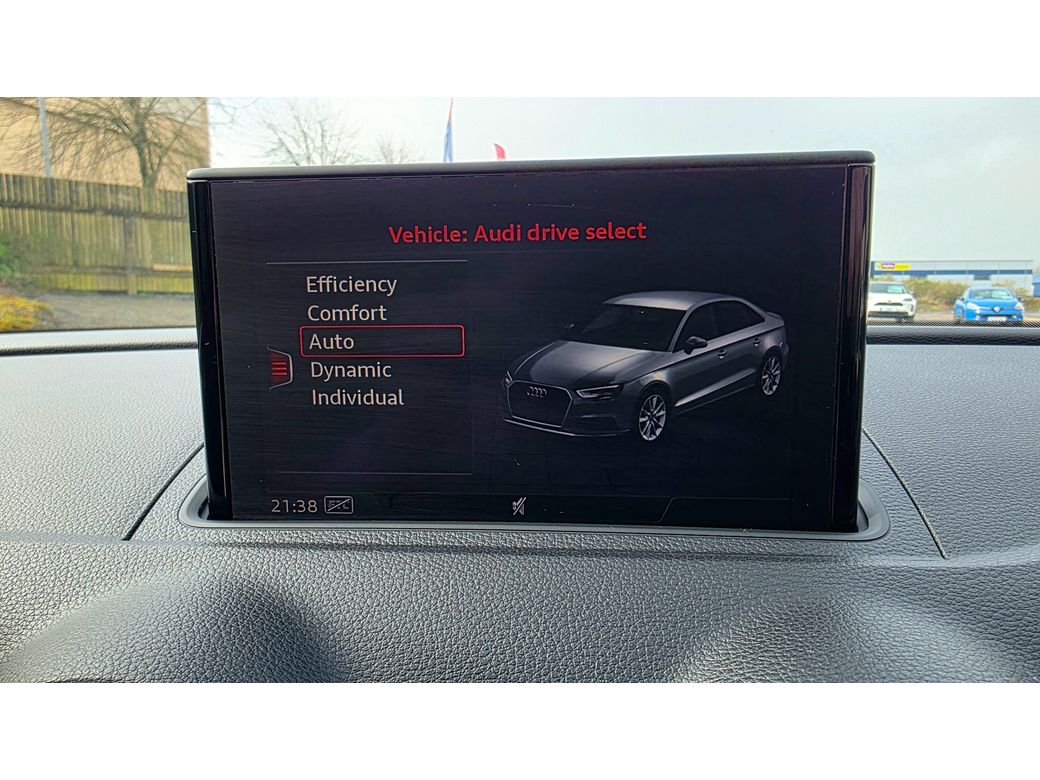 Vehicle: Audi drive select
Efficiency
Comfort
Auto
Dynamic
Individual
21:38